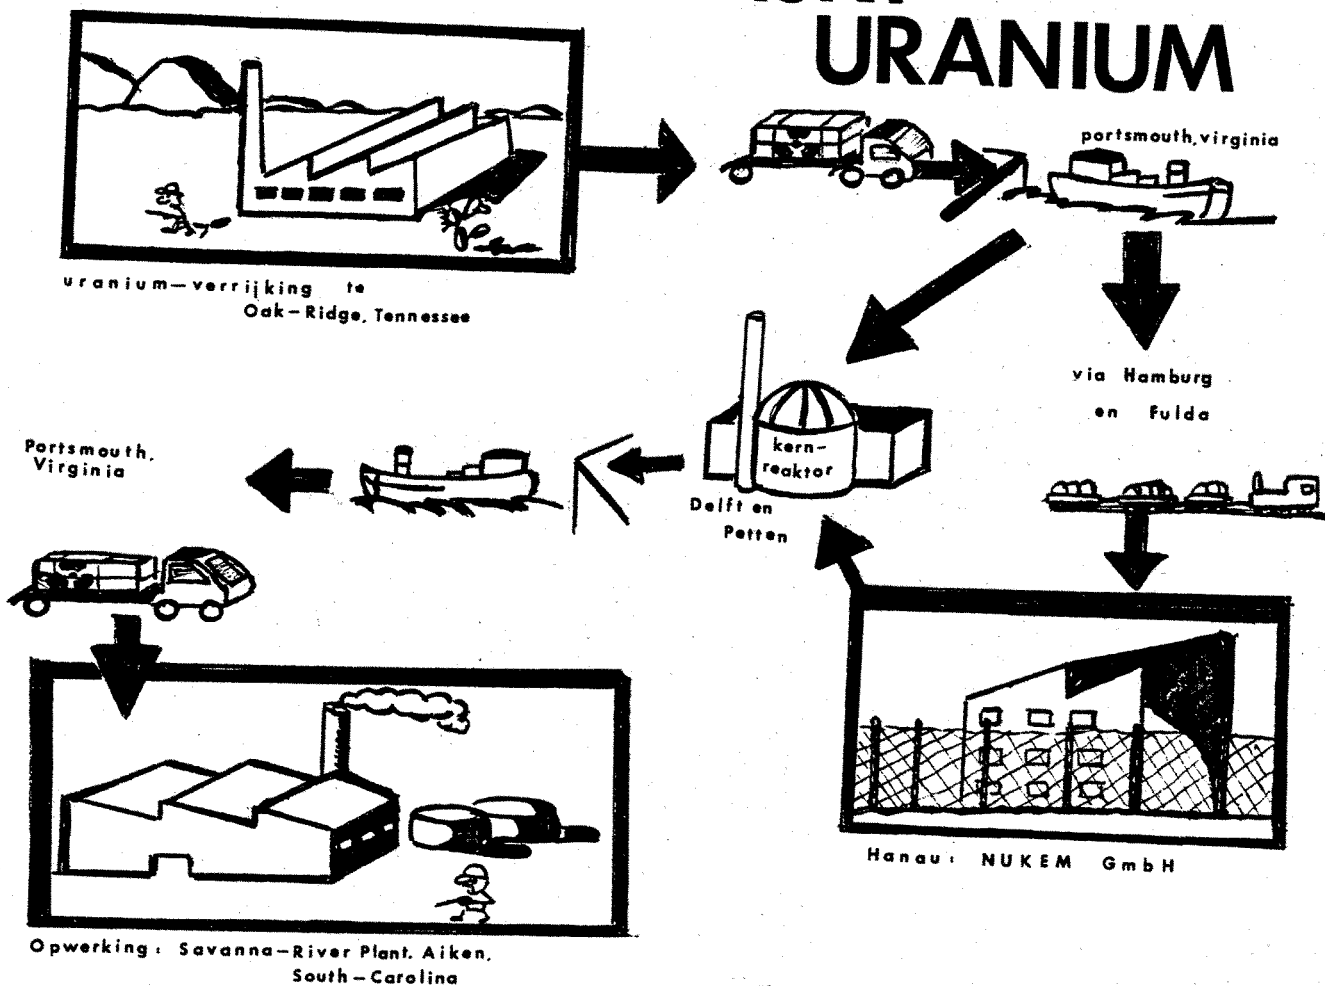 URANIUM
portsmouth, virginia
uranium—verrijking te
Oak—Ridge, Tennessee
via Hamburg
en Fulda
kern—
reaktor
Portsmouth,
Virginia
Delft en
Petten
Hanau: NUKEM GmbH
Opwerking: Savanna—River Plant. Aiken,
South—Carolina